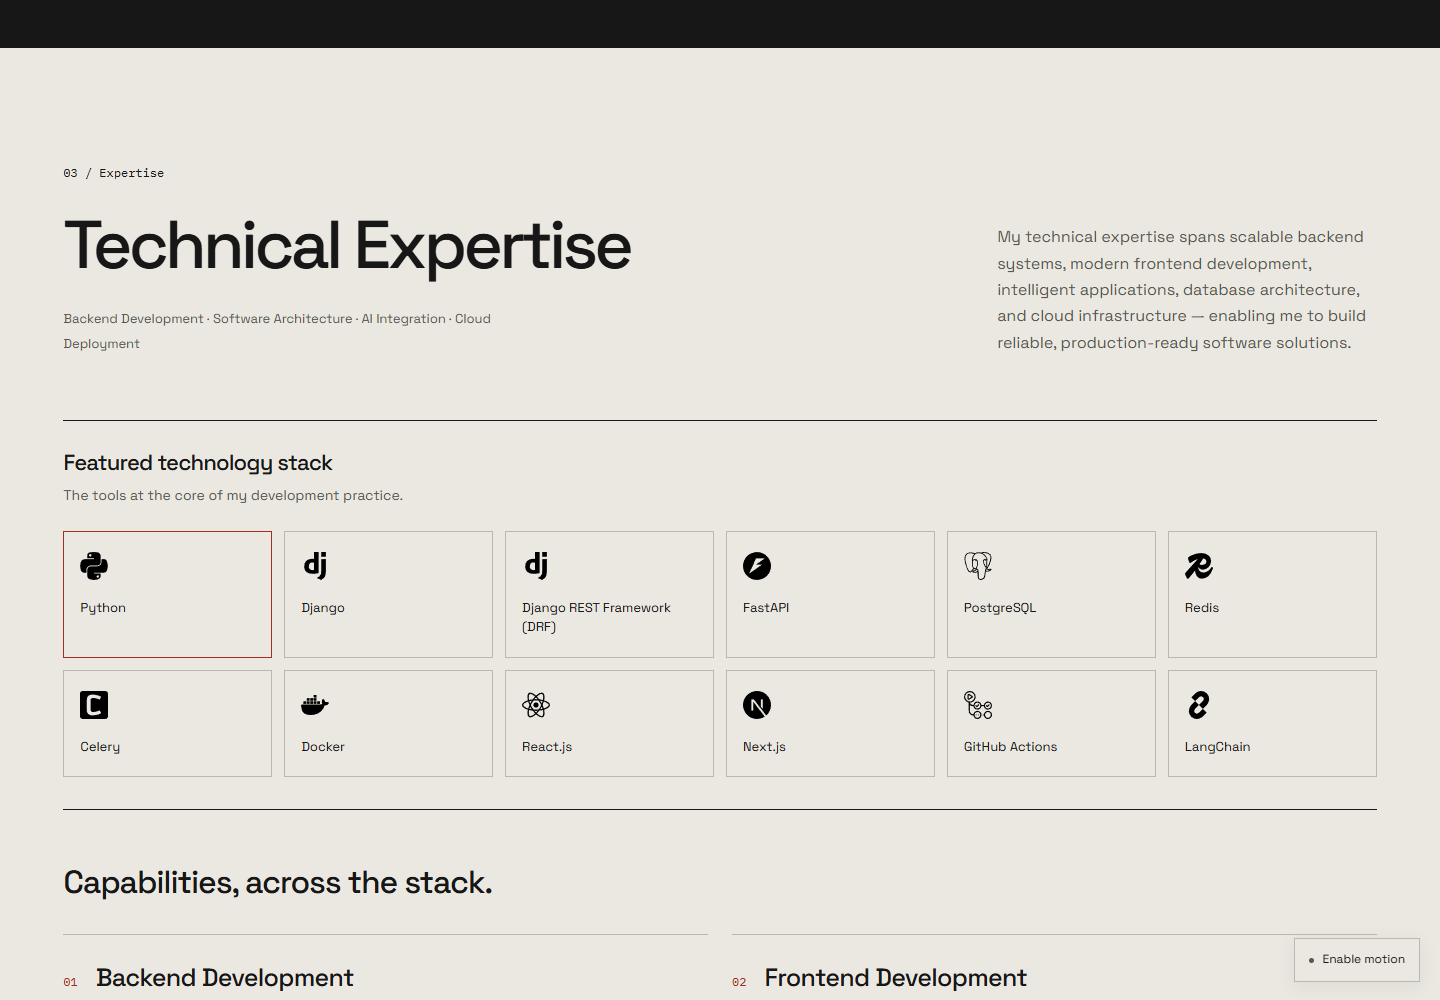 03 / Expertise
Technical Expertise
Backend Development · Software Architecture · AI Integration · Cloud
Deployment
My technical expertise spans scalable backend
systems, modern frontend development,
intelligent applications, database architecture,
and cloud infrastructure — enabling me to build
reliable, production-ready software solutions.
Featured technology stack
The tools at the core of my development practice.
Python
dj
Django
dj
Django REST Framework
(DRF)
FastAPI
PostgreSQL
Redis
C
Celery
Docker
React.js
N
Next.js
GitHub Actions
LangChain
Capabilities, across the stack.
01 Backend Development
02 Frontend Development
Enable motion